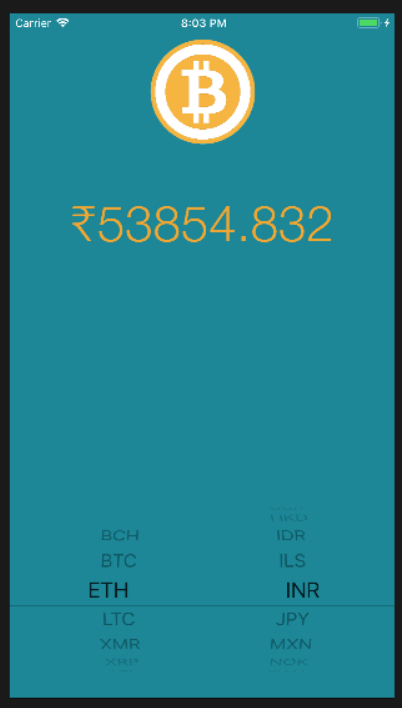 Carrier 8:03 PM
₹53854.832
HKD
BCH IDR
BTC ILS
ETH INR
LTC JPY
XMR MXN
XRP NOK